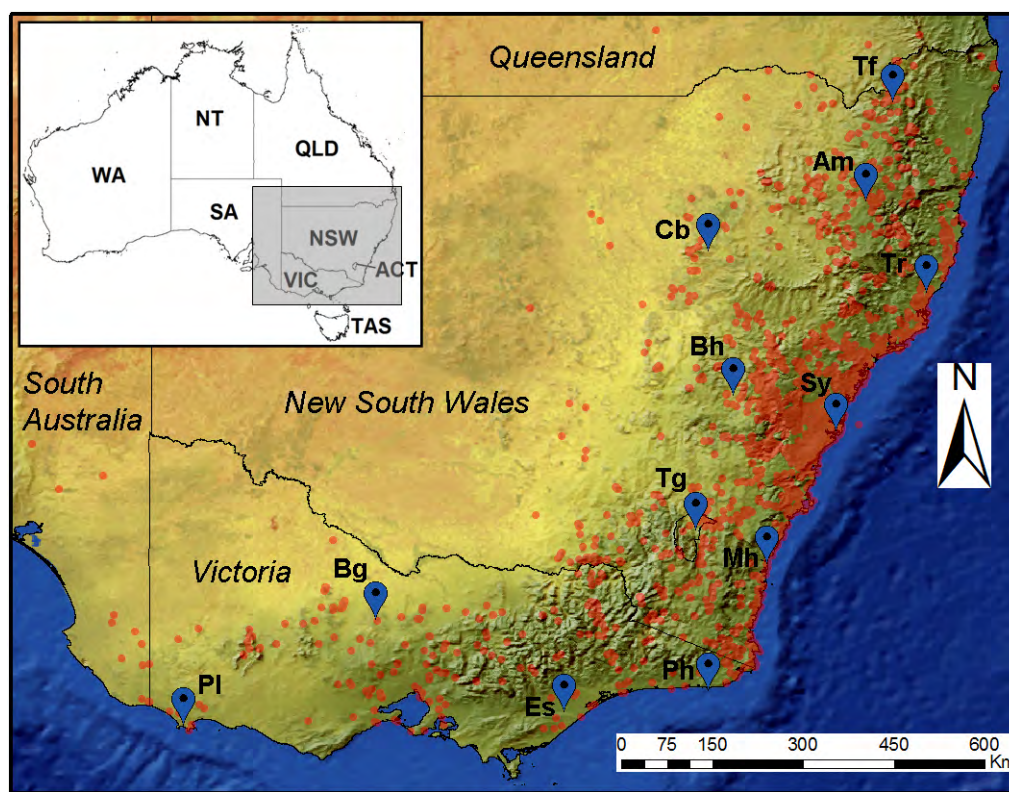 Queensland
Tf
NT
QLD
WA
Am
SA
Cb
NSW
ACT
VIC
Tr
TAS
Bh
South
Australia
New South Wales
Sy
N
Tg
Mh
Victoria
Bg
Ph
Pl
Es
0 75 150 300 450 600
Km